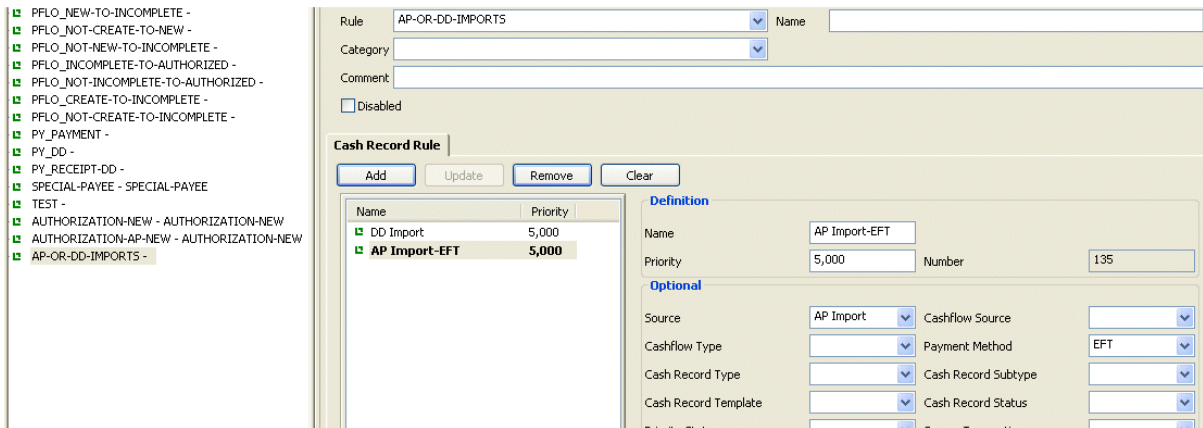 PFLO_NEW-TO-INCOMPLETE -
PFLO_NOT-CREATE-TO-NEW -
PFLO_NOT-NEW-TO-INCOMPLETE -
PFLO_INCOMPLETE-TO-AUTHORIZED -
PFLO_NOT-INCOMPLETE-TO-AUTHORIZED -
PFLO_CREATE-TO-INCOMPLETE -
PFLO_NOT-CREATE-TO-INCOMPLETE -
PY_PAYMENT -
PY_DD -
PY_RECEIPT-DD -
SPECIAL-PAYEE - SPECIAL-PAYEE
TEST -
AUTHORIZATION-NEW - AUTHORIZATION-NEW
AUTHORIZATION-AP-NEW - AUTHORIZATION-NEW
AP-OR-DD-IMPORTS -
Rule AP-OR-DD-IMPORTS Name
Category
Comment
Disabled
Cash Record Rule
Add Update Remove Clear
Name Priority
DD Import 5,000
AP Import-EFT 5,000
Definition
Name AP Import-EFT
Priority 5,000 Number 135
Optional
Source AP Import Cashflow Source
Cashflow Type Payment Method EFT
Cash Record Type Cash Record Subtype
Cash Record Template Cash Record Status